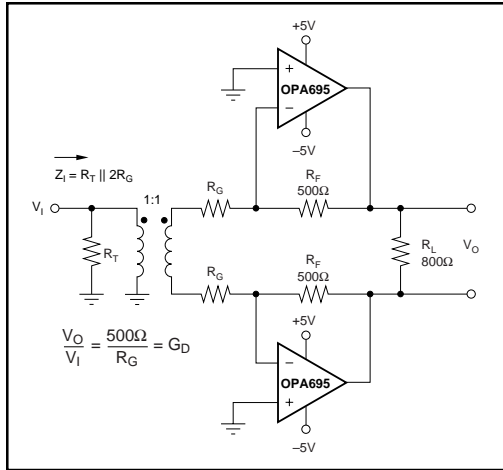 +5V
+
OPA695
−
−5V
Z_I = R_T || 2R_G
1:1
R_G
R_F
500Ω
V_I
R_T
R_L
800Ω
V_O
R_G
R_F
500Ω
V_O/V_I = 500Ω/R_G = G_D
+5V
−
OPA695
+
−5V